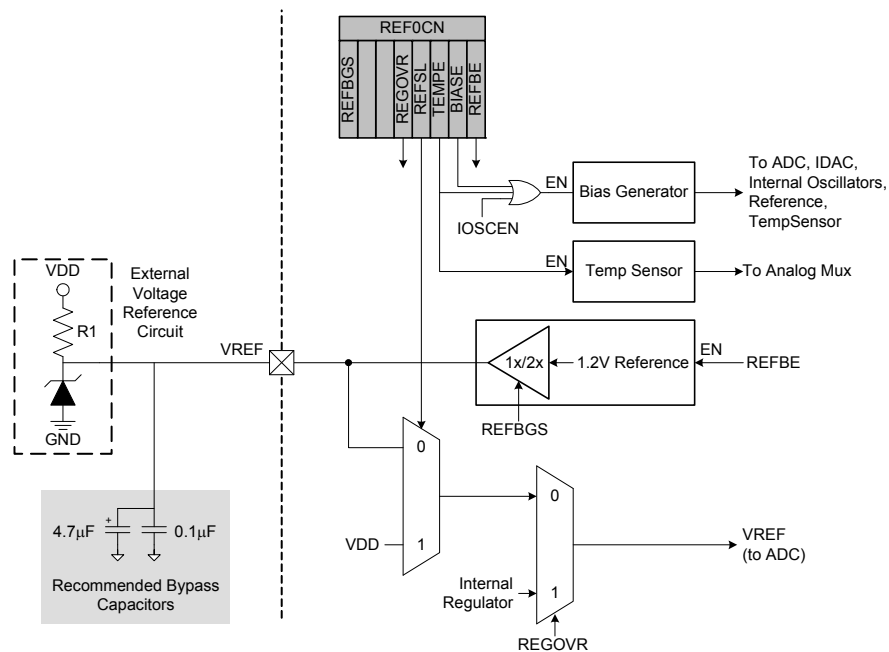 REF0CN
REFBGS
REGOVR
REFSL
TEMPE
BIASE
REFBE
EN
Bias Generator
To ADC, IDAC,
Internal Oscillators,
Reference,
TempSensor
IOSCEN
EN
Temp Sensor
To Analog Mux
VDD
R1
GND
External
Voltage
Reference
Circuit
VREF
1x/2x
1.2V Reference
EN
REFBE
REFBGS
0
1
VDD
0
1
Internal
Regulator
REGOVR
VREF
(to ADC)
4.7µF
+
0.1µF
Recommended Bypass
Capacitors